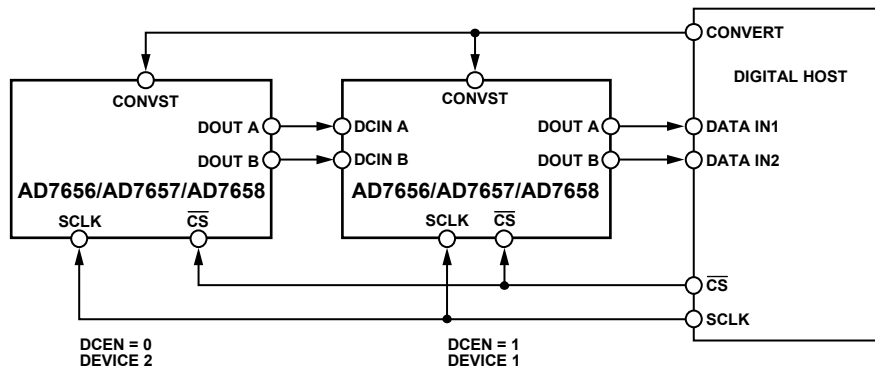 CONVERT
DIGITAL HOST
CONVST
CONVST
DOUT A
DCIN A
DOUT A
DATA IN1
DOUT B
DCIN B
DOUT B
DATA IN2
AD7656/AD7657/AD7658
AD7656/AD7657/AD7658
SCLK
CS
SCLK
CS
CS
SCLK
DCEN = 0
DEVICE 2
DCEN = 1
DEVICE 1